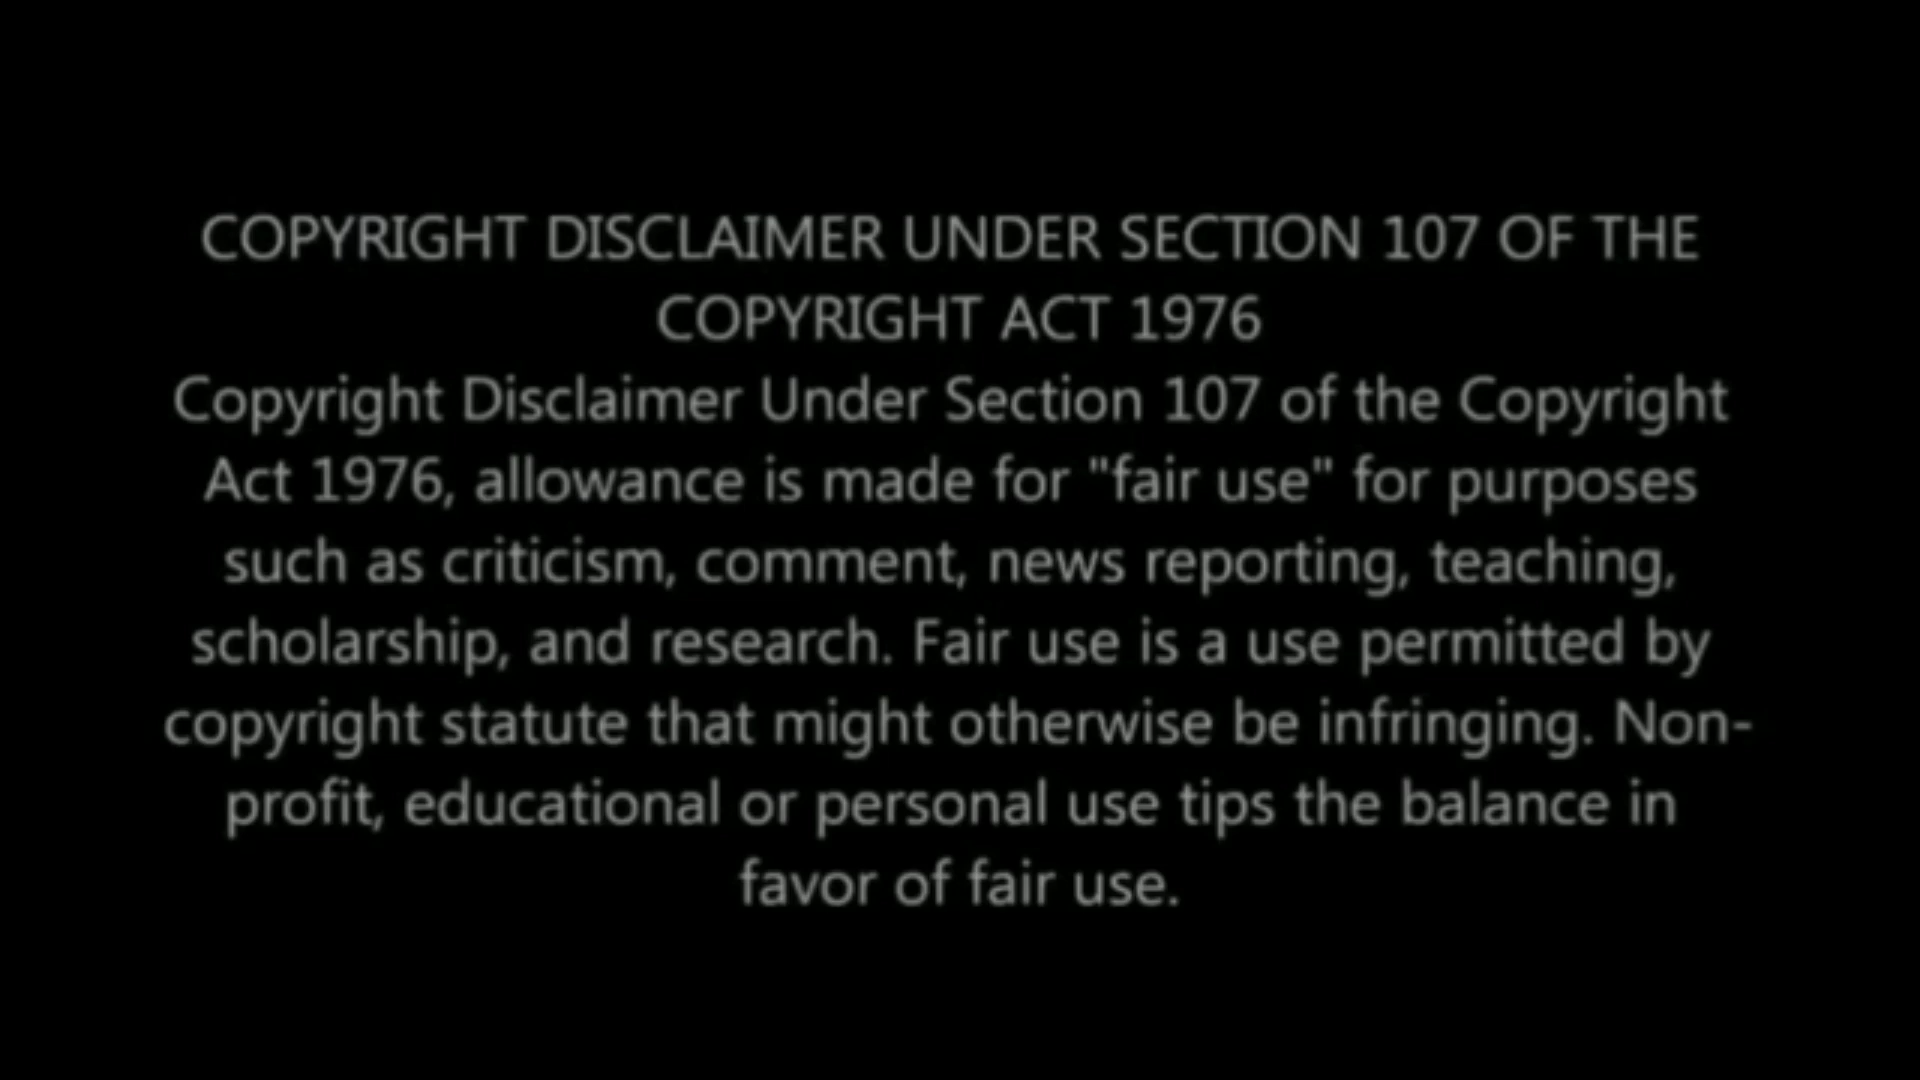 COPYRIGHT DISCLAIMER UNDER SECTION 107 OF THE
COPYRIGHT ACT 1976
Copyright Disclaimer Under Section 107 of the Copyright
Act 1976, allowance is made for "fair use" for purposes
such as criticism, comment, news reporting, teaching,
scholarship, and research. Fair use is a use permitted by
copyright statute that might otherwise be infringing. Non-
profit, educational or personal use tips the balance in
favor of fair use.